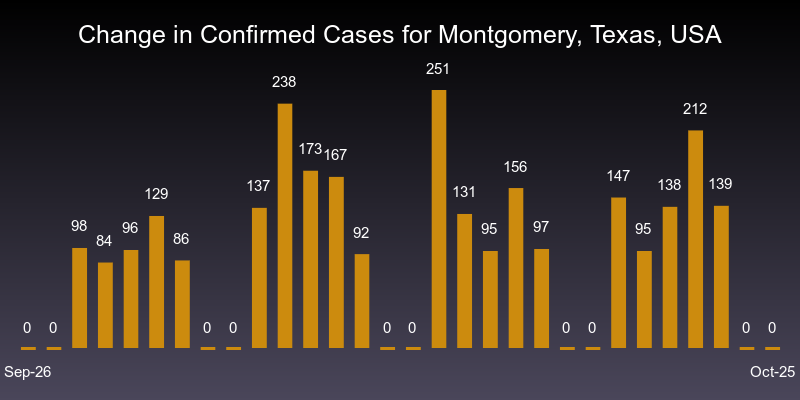 Change in Confirmed Cases for Montgomery, Texas, USA
0 0 98 84 96 129 86 0 0 137 238 173 167 92 0 0 251 131 95 156 97 0 0 147 95 138 212 139 0 0
Sep-26 Oct-25